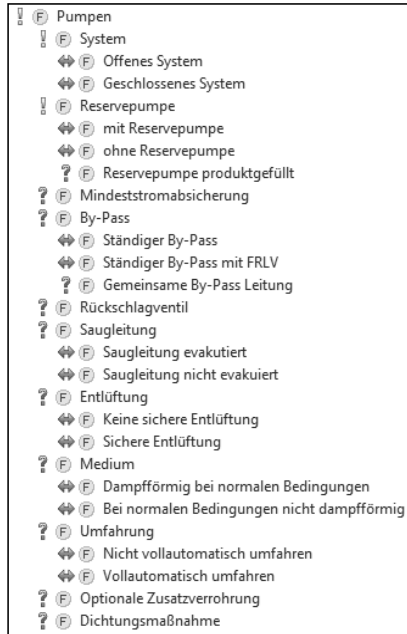 ! F Pumpen
! F System
F Offenes System
F Geschlossenes System
! F Reservepumpe
F mit Reservepumpe
F ohne Reservepumpe
? F Reservepumpe produktgefüllt
? F Mindeststromabsicherung
? F By-Pass
F Ständiger By-Pass
F Ständiger By-Pass mit FRLV
? F Gemeinsame By-Pass Leitung
? F Rückschlagventil
? F Saugleitung
F Saugleitung evakutiert
F Saugleitung nicht evakuiert
? F Entlüftung
F Keine sichere Entlüftung
F Sichere Entlüftung
? F Medium
F Dampfförmig bei normalen Bedingungen
F Bei normalen Bedingungen nicht dampfförmig
? F Umfahrung
F Nicht vollautomatisch umfahren
F Vollautomatisch umfahren
? F Optionale Zusatzverrohrung
? F Dichtungsmaßnahme